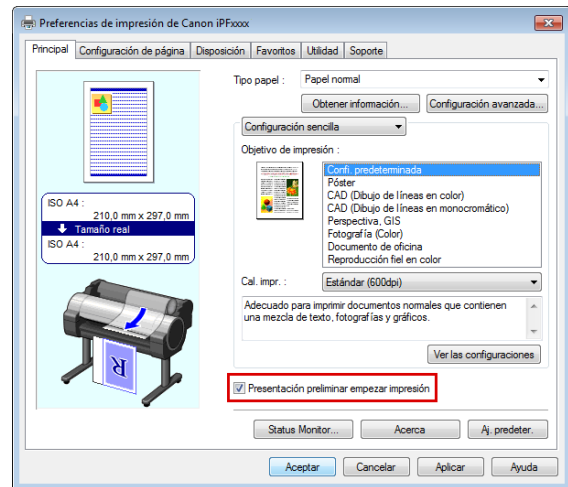 Preferencias de impresión de Canon iPFxxxx
Principal Configuración de página Disposición Favoritos Utilidad Soporte
Tipo papel : Papel normal
Obtener información... Configuración avanzada...
Configuración sencilla
Objetivo de impresión :
Confi. predeterminada
Póster
CAD (Dibujo de líneas en color)
CAD (Dibujo de líneas en monocromático)
Perspectiva, GIS
Fotografía (Color)
Documento de oficina
Reproducción fiel en color
ISO A4 :
210,0 mm x 297,0 mm
Tamaño real
ISO A4 :
210,0 mm x 297,0 mm
Cal. impr. : Estándar (600dpi)
Adecuado para imprimir documentos normales que contienen
una mezcla de texto, fotografías y gráficos.
Ver las configuraciones
R
Presentación preliminar empezar impresión
Status Monitor... Acerca Aj. predeter.
Aceptar Cancelar Aplicar Ayuda